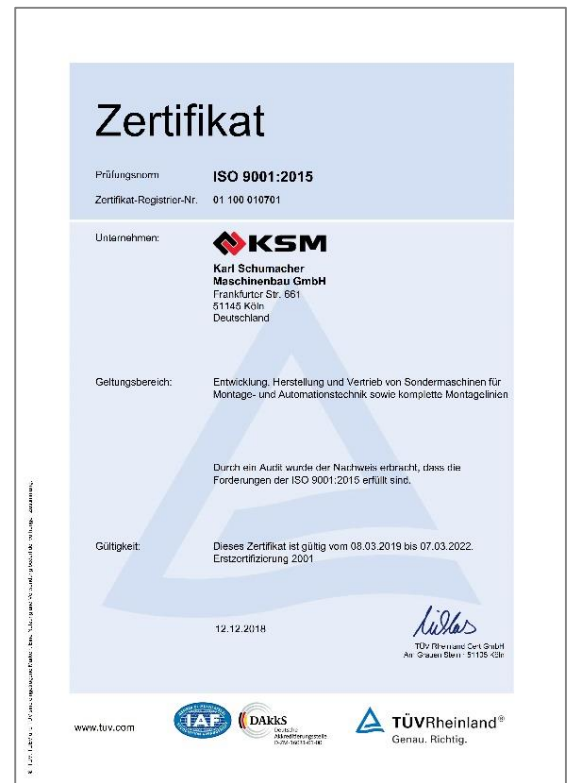 Zertifikat
Prüfungsnorm ISO 9001:2015
Zertifikat-Registrier-Nr. 01 100 010701
Unternehmen: KSM
Karl Schumacher
Maschinenbau GmbH
Frankfurter Str. 661
51145 Köln
Deutschland
Geltungsbereich: Entwicklung, Herstellung und Vertrieb von Sondermaschinen für
Montage- und Automationstechnik sowie komplette Montagelinien
Durch ein Audit wurde der Nachweis erbracht, dass die
Forderungen der ISO 9001:2015 erfüllt sind.
Gültigkeit: Dieses Zertifikat ist gültig vom 08.03.2019 bis 07.03.2022.
Erstzertifizierung 2001
12.12.2018
TÜV Rheinland Cert GmbH
Am Grauen Stein · 51105 Köln
www.tuv.com
IAF
DAkkS
Deutsche
Akkreditierungsstelle
TÜVRheinland®
Genau. Richtig.